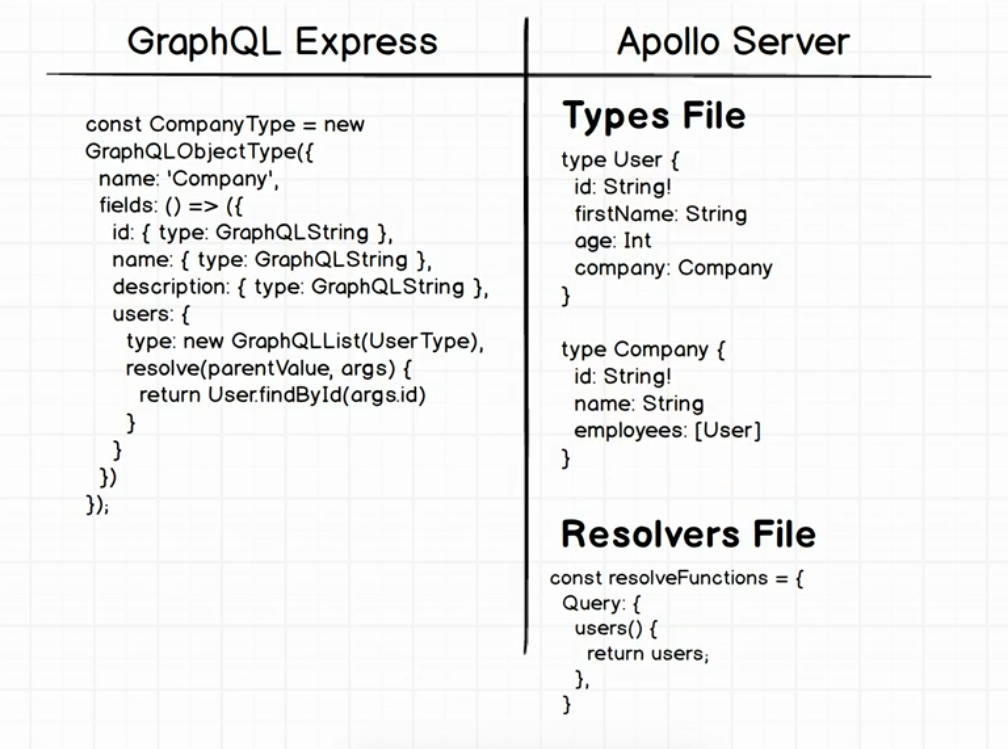 GraphQL Express
const CompanyType = new
GraphQLObjectType({
name: 'Company',
fields: () => ({
id: { type: GraphQLString },
name: { type: GraphQLString },
description: { type: GraphQLString },
users: {
type: new GraphQLList(UserType),
resolve(parentValue, args) {
return User.findById(args.id)
}
}
})
});
Apollo Server
Types File
type User {
id: String!
firstName: String
age: Int
company: Company
}
type Company {
id: String!
name: String
employees: [User]
}
Resolvers File
const resolveFunctions = {
Query: {
users() {
return users;
},
}